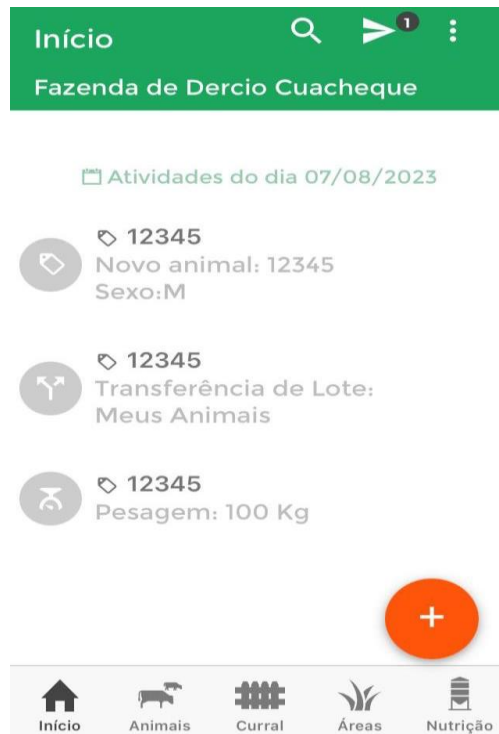 Início
1
Fazenda de Dercio Cuacheque
Atividades do dia 07/08/2023
12345
Novo animal: 12345
Sexo:M
12345
Transferência de Lote:
Meus Animais
12345
Pesagem: 100 Kg
+
Início Animais Curral Áreas Nutrição